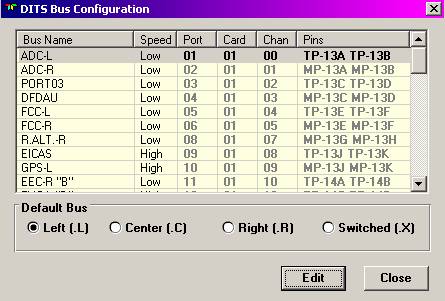 DITS Bus Configuration
Bus Name Speed Port Card Chan Pins
ADC-L Low 01 01 00 TP-13A TP-13B
ADC-R Low 02 01 01 MP-13A MP-13B
PORT03 Low 03 01 02 TP-13C TP-13D
DFDAU Low 04 01 03 MP-13C MP-13D
FCC-L Low 05 01 04 TP-13E TP-13F
FCC-R Low 06 01 05 MP-13E MP-13F
R.ALT.-R Low 08 01 07 MP-13G MP-13H
EICAS High 09 01 08 TP-13J TP-13K
GPS-L High 10 01 09 MP-13J MP-13K
EEC-R "B" Low 11 01 10 TP-14A TP-14B
Default Bus
Left (.L) Center (.C) Right (.R) Switched (.X)
Edit Close